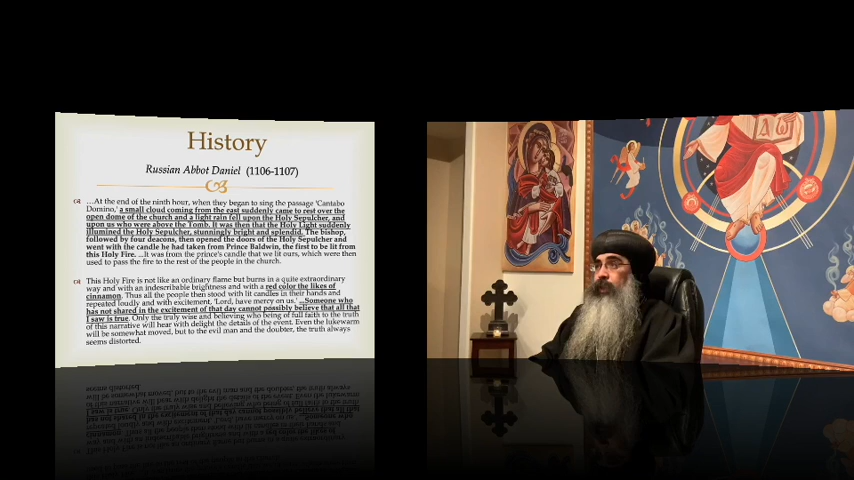 History
Russian Abbot Daniel (1106-1107)
...At the end of the ninth hour, when they began to sing the passage 'Cantabo
Domino,' a small cloud coming from the east suddenly came to rest over the
open dome of the church and a light rain fell upon the Holy Sepulcher, and
upon us who were above the Tomb. It was then that the Holy Light suddenly
illumined the Holy Sepulcher, stunningly bright and splendid. The bishop,
followed by four deacons, then opened the doors of the Holy Sepulcher and
went with the candle he had taken from Prince Baldwin, the first to be lit from
this Holy Fire. ...It was from the prince's candle that we lit ours, which were then
used to pass the fire to the rest of the people in the church.
This Holy Fire is not like an ordinary flame but burns in a quite extraordinary
way and with an indescribable brightness and with a red color the likes of
cinnamon. Thus all the people then stood with lit candles in their hands and
repeated loudly and with excitement, 'Lord, have mercy on us.' ...Someone who
has not shared in the excitement of that day cannot possibly believe that all that
I saw is true. Only the truly wise and believing who being of full faith to the truth
of this narrative will hear with delight the details of the event. Even the lukewarm
will be somewhat moved, but to the evil man and the doubter, the truth always
seems distorted.
Α Ω